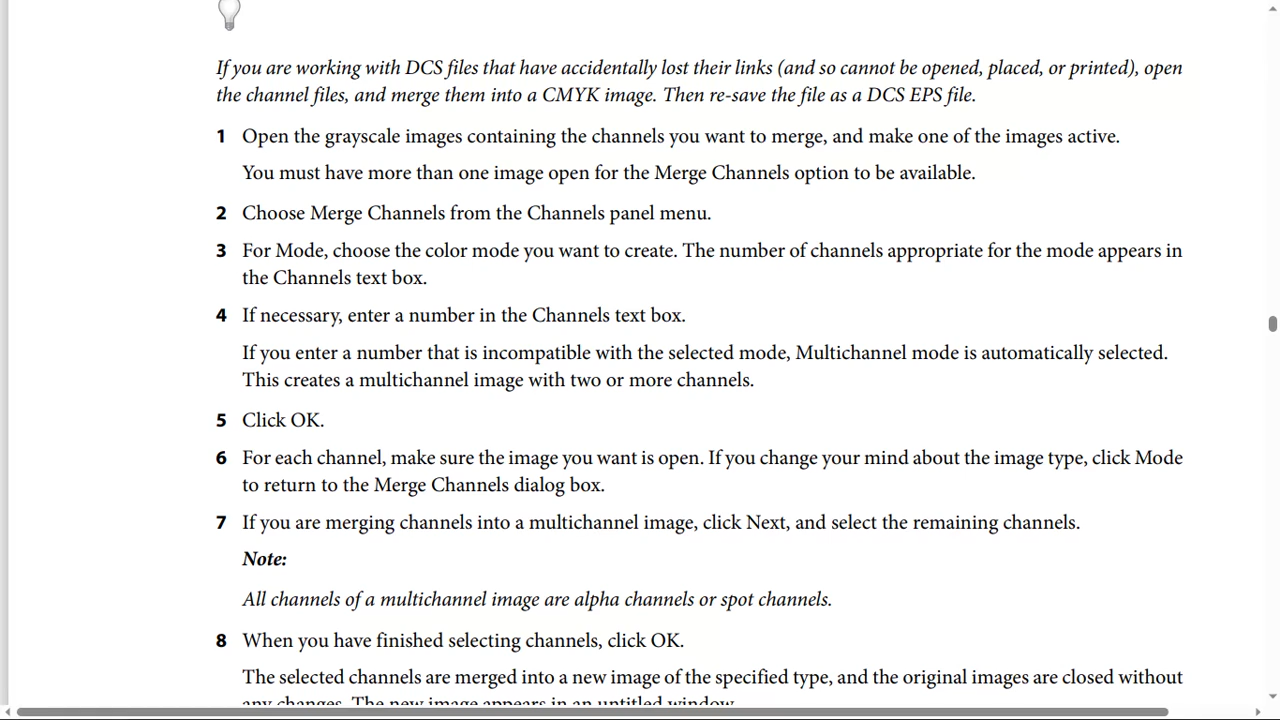 If you are working with DCS files that have accidentally lost their links (and so cannot be opened, placed, or printed), open
the channel files, and merge them into a CMYK image. Then re-save the file as a DCS EPS file.
1 Open the grayscale images containing the channels you want to merge, and make one of the images active.
You must have more than one image open for the Merge Channels option to be available.
2 Choose Merge Channels from the Channels panel menu.
3 For Mode, choose the color mode you want to create. The number of channels appropriate for the mode appears in
the Channels text box.
4 If necessary, enter a number in the Channels text box.
If you enter a number that is incompatible with the selected mode, Multichannel mode is automatically selected.
This creates a multichannel image with two or more channels.
5 Click OK.
6 For each channel, make sure the image you want is open. If you change your mind about the image type, click Mode
to return to the Merge Channels dialog box.
7 If you are merging channels into a multichannel image, click Next, and select the remaining channels.
Note:
All channels of a multichannel image are alpha channels or spot channels.
8 When you have finished selecting channels, click OK.
The selected channels are merged into a new image of the specified type, and the original images are closed without
any changes. The new image appears in an untitled window.